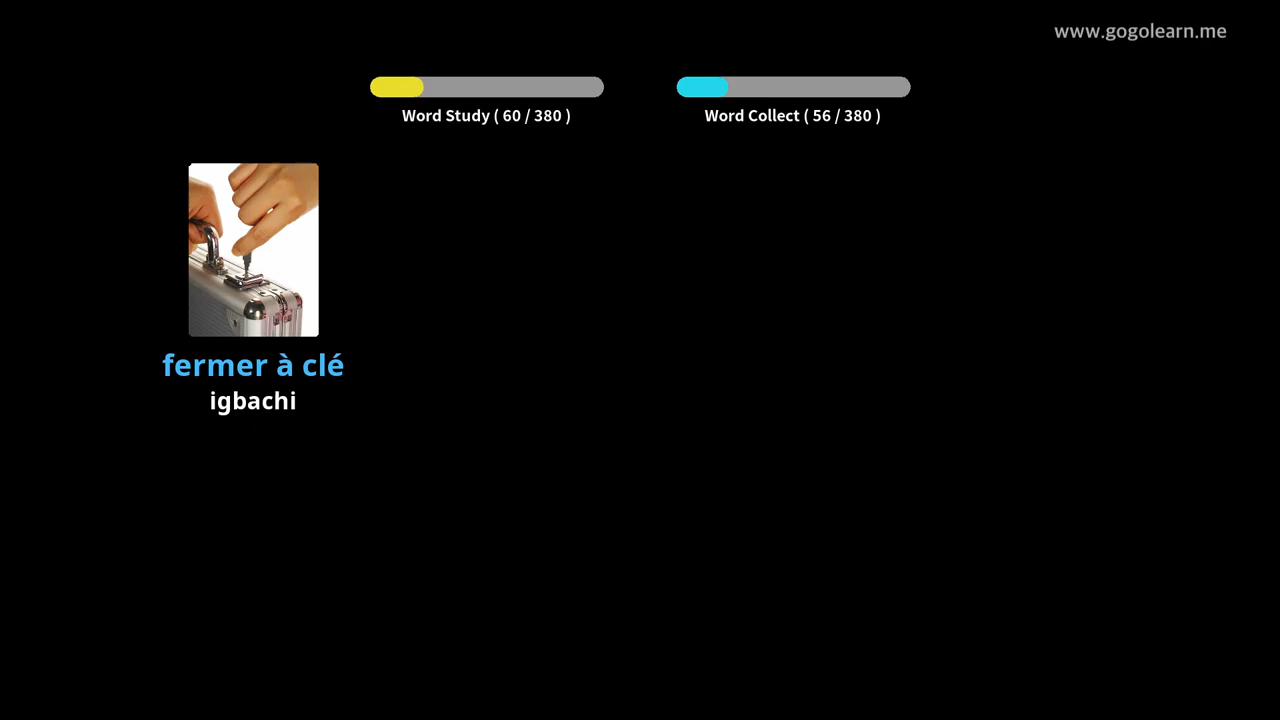 www.gogolearn.me
Word Study ( 60 / 380 )
Word Collect ( 56 / 380 )
fermer à clé
igbachi